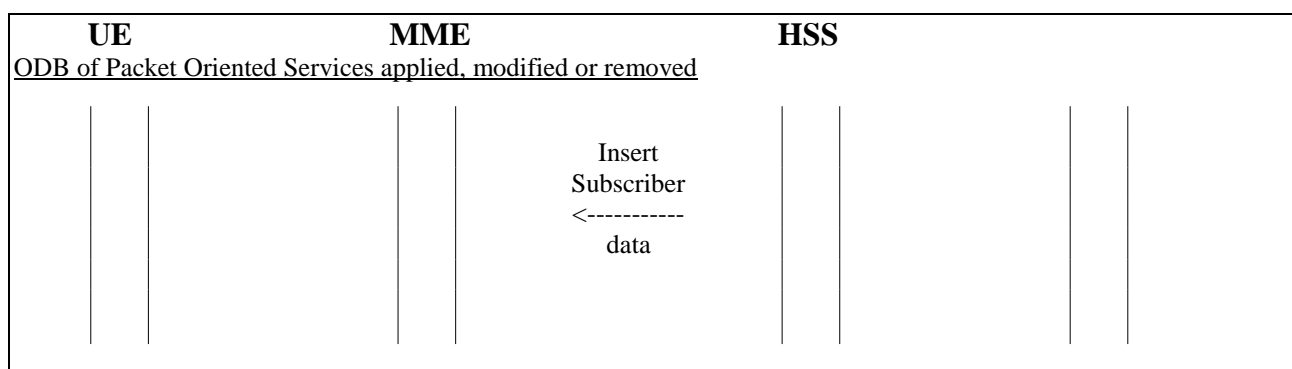 UE MME HSS
ODB of Packet Oriented Services applied, modified or removed
Insert
Subscriber
<-----------
data